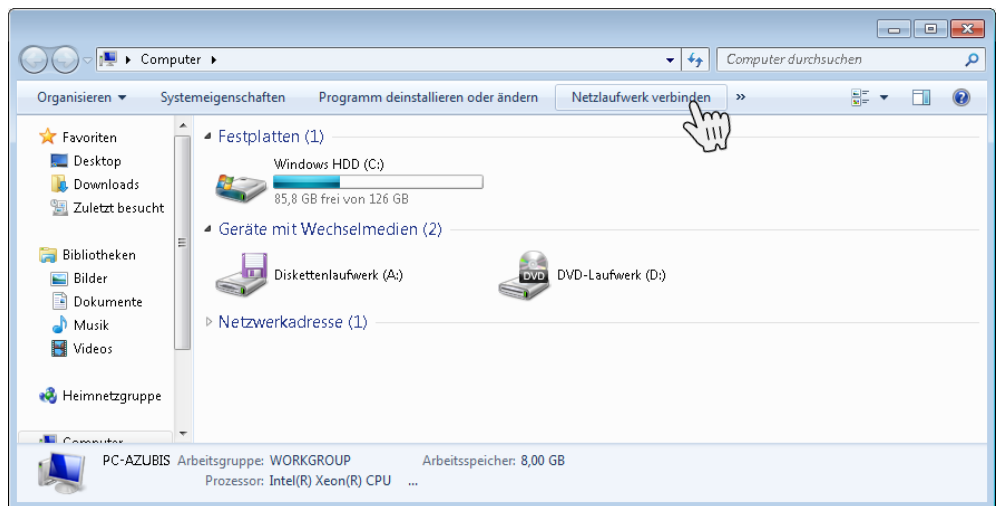 Computer
Computer durchsuchen
Organisieren Systemeigenschaften Programm deinstallieren oder ändern Netzlaufwerk verbinden »
Favoriten
Desktop
Downloads
Zuletzt besucht
Bibliotheken
Bilder
Dokumente
Musik
Videos
Heimnetzgruppe
Computer
Festplatten (1)
Windows HDD (C:)
85,8 GB frei von 126 GB
Geräte mit Wechselmedien (2)
Diskettenlaufwerk (A:)
DVD
DVD-Laufwerk (D:)
Netzwerkadresse (1)
PC-AZUBIS Arbeitsgruppe: WORKGROUP Arbeitsspeicher: 8,00 GB
Prozessor: Intel(R) Xeon(R) CPU ...